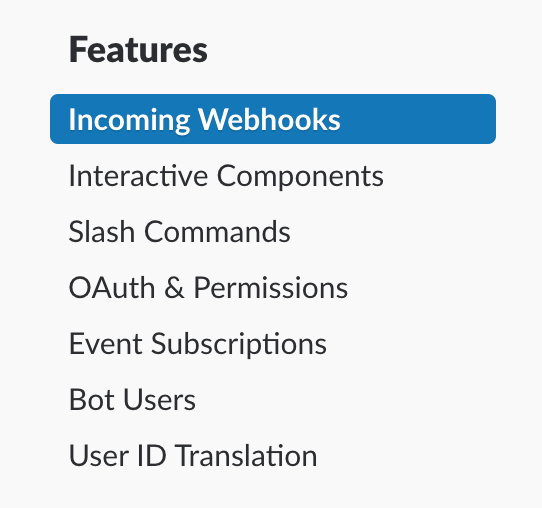 Features
Incoming Webhooks
Interactive Components
Slash Commands
OAuth & Permissions
Event Subscriptions
Bot Users
User ID Translation